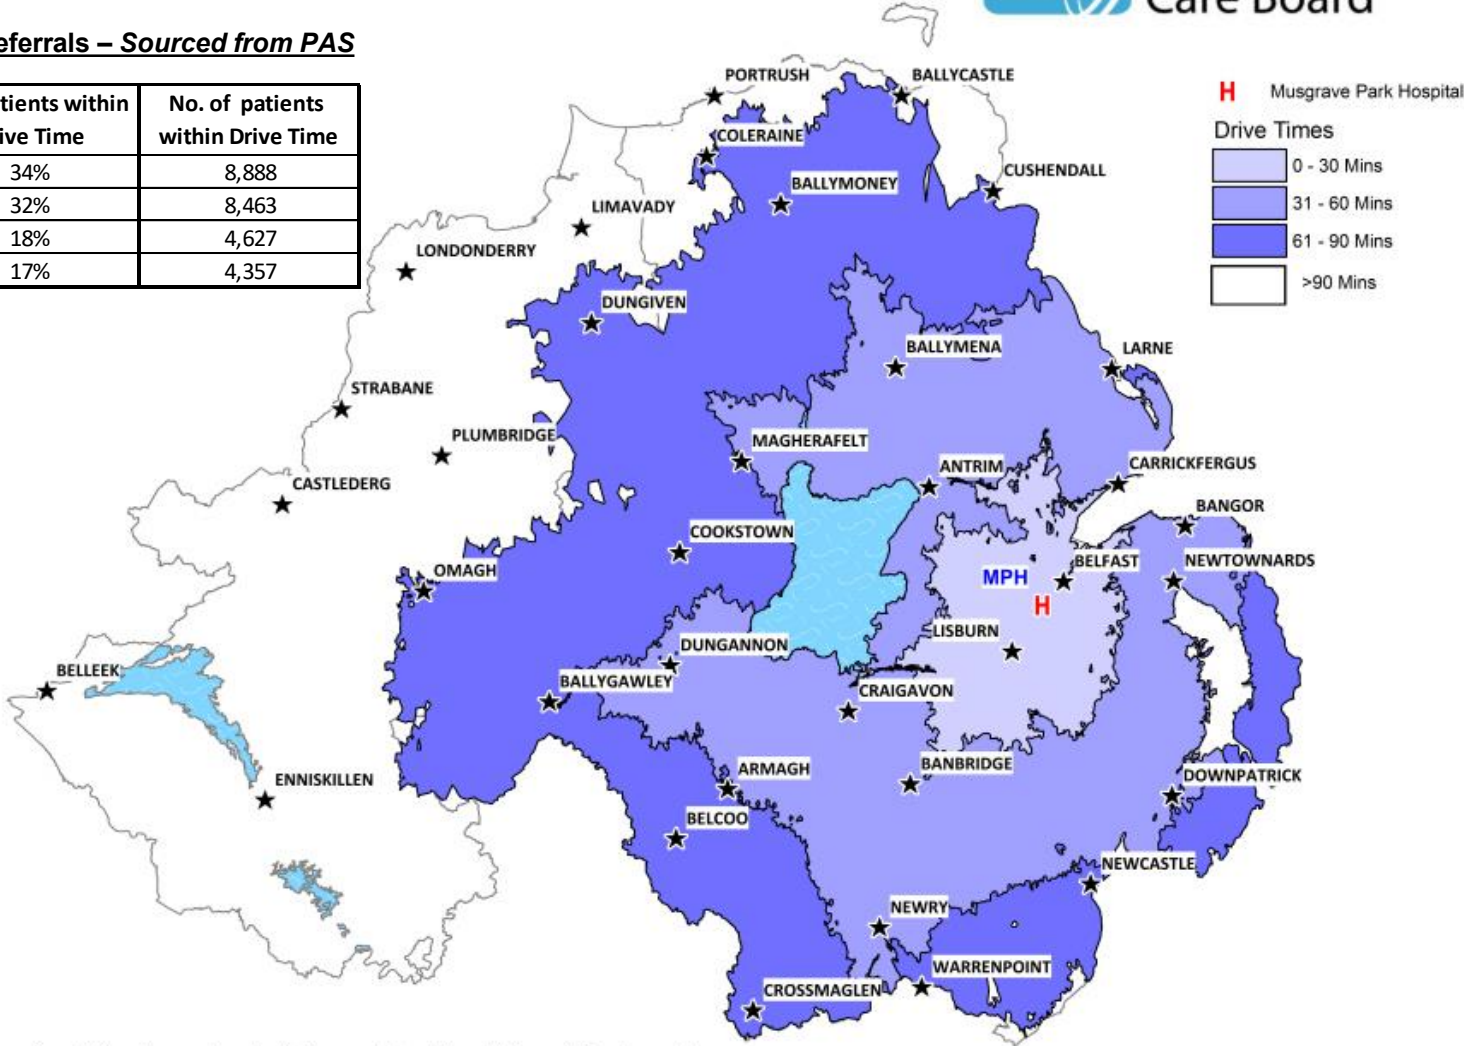 Care Board
eferrals – Sourced from PAS
tients within
ive Time
No. of patients
within Drive Time
34% 8,888
32% 8,463
18% 4,627
17% 4,357
H Musgrave Park Hospital
Drive Times
0 - 30 Mins
31 - 60 Mins
61 - 90 Mins
>90 Mins
PORTRUSH
BALLYCASTLE
COLERAINE
CUSHENDALL
BALLYMONEY
LIMAVADY
LONDONDERRY
DUNGIVEN
BALLYMENA
LARNE
STRABANE
PLUMBRIDGE
MAGHERAFELT
CARRICKFERGUS
ANTRIM
CASTLEDERG
BANGOR
COOKSTOWN
BELFAST
NEWTOWNARDS
OMAGH
MPH
H
LISBURN
DUNGANNON
BELLEEK
BALLYGAWLEY
CRAIGAVON
BANBRIDGE
ARMAGH
DOWNPATRICK
ENNISKILLEN
BELCOO
NEWCASTLE
NEWRY
WARRENPOINT
CROSSMAGLEN